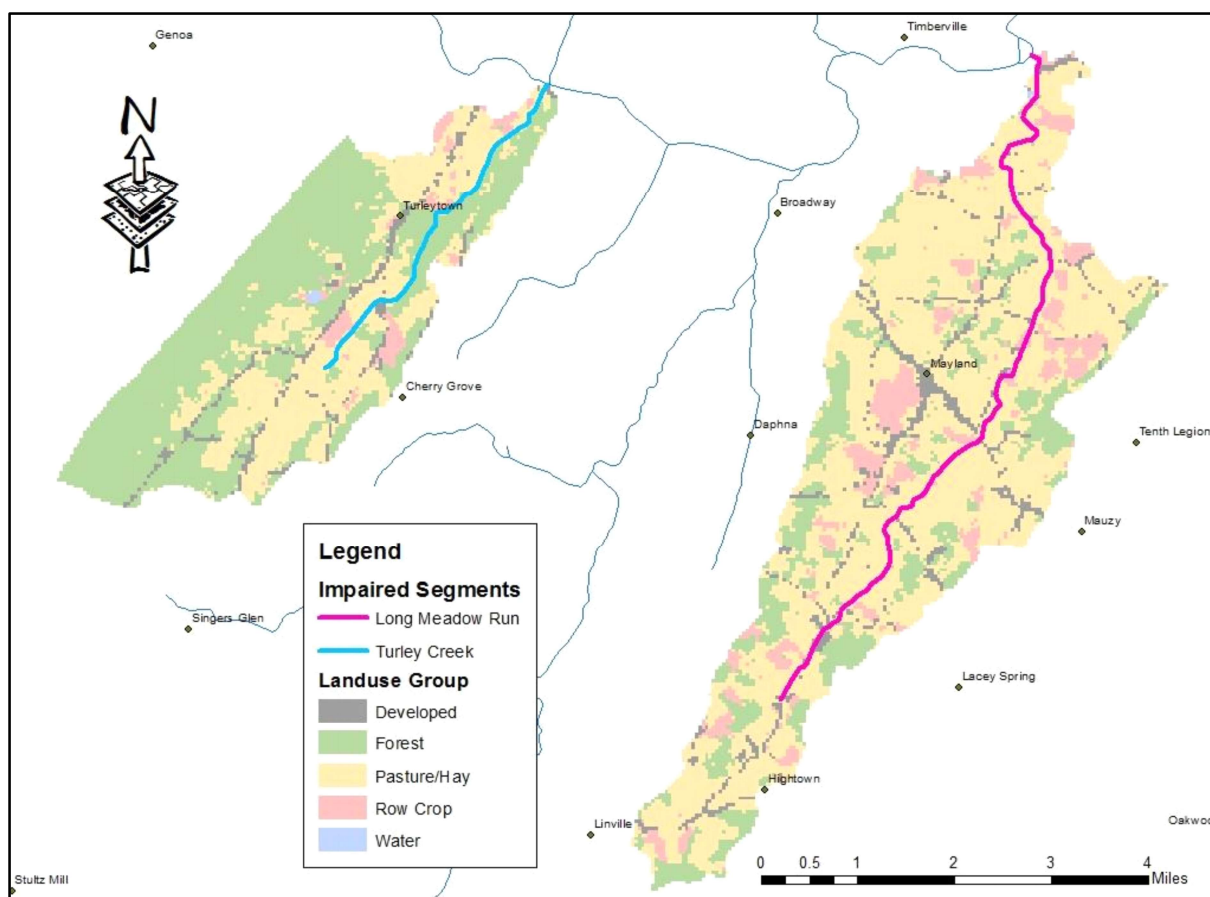 Genoa
Timberville
N
Turleytown
Broadway
Mayland
Cherry Grove
Daphna
Tenth Legion
Mauzy
Legend
Impaired Segments
Long Meadow Run
Turley Creek
Landuse Group
Developed
Forest
Pasture/Hay
Row Crop
Water
Singers Glen
Lacey Spring
Hightown
Linville
Oakwo
Stultz Mill
0 0.5 1 2 3 4
Miles